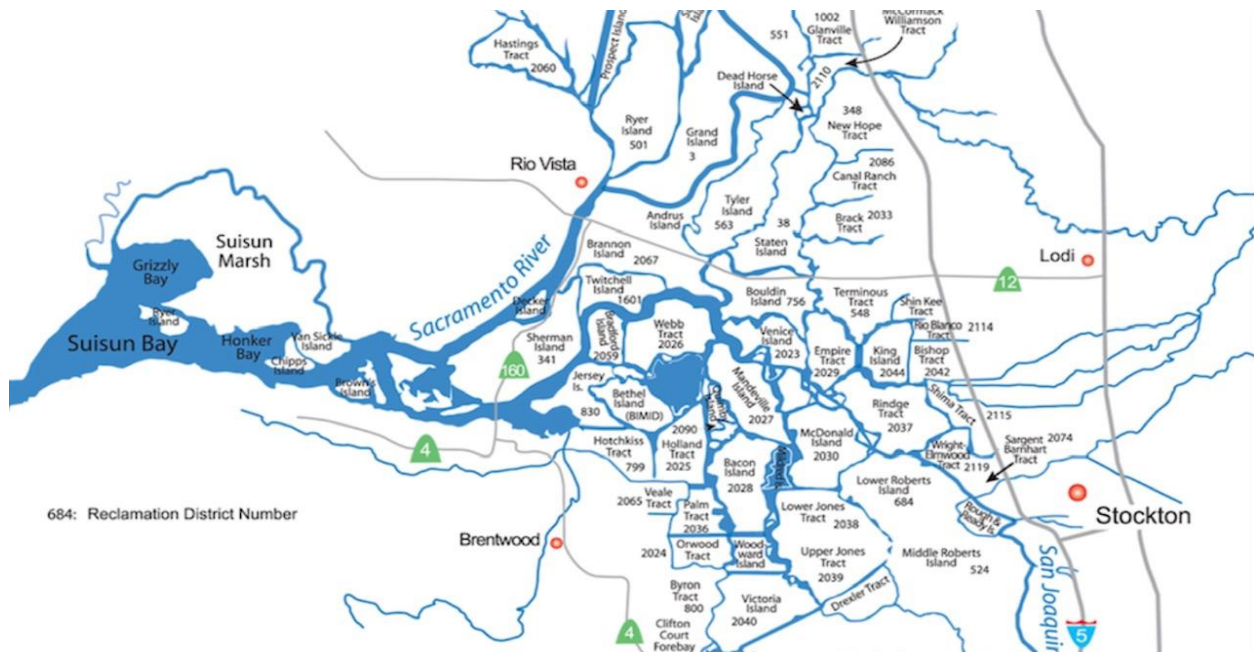 1002
Glanville
Tract
McCormack
Williamson
Tract
551
Hastings
Tract
2060
Prospect Island
Dead Horse
Island
2110
348
New Hope
Tract
2086
Canal Ranch
Tract
Ryer
Island
501
Grand
Island
3
Rio Vista
Tyler
Island
563
38
Brack
Tract
2033
Andrus
Island
Staten
Island
Suisun
Marsh
Grizzly
Bay
Brannon
Island
2067
Lodi
12
Sacramento River
Twitchell
Island
1601
Decker
Island
Bouldin
Island 756
Terminous
Tract
548
Shin Kee
Tract
Rio Blanco
Tract
2114
Ryer
Island
Suisun Bay
Honker
Bay
Van Sickle
Island
Chipps
Island
Brown's
Island
Sherman
Island
341
160
Bradford
Island
2059
Webb
Tract
2026
Venice
Island
2023
Empire
Tract
2029
King
Island
2044
Bishop
Tract
2042
Jersey
Is.
830
Bethel
Island
(BIMID)
Quimby
Island
2090
Mandeville
Island
2027
Rindge
Tract
2037
Shima Tract
2115
4
Hotchkiss
Tract
799
Holland
Tract
2025
McDonald
Island
2030
Wright-
Elmwood
Tract 2119
Sargent
Barnhart
Tract
2074
Bacon
Island
2028
Mildred Is.
Lower Roberts
Island
684
2065
Veale
Tract
Palm
Tract
2036
Lower Jones
Tract
2038
Rough &
Ready Is.
Stockton
684: Reclamation District Number
Brentwood
2024
Orwood
Tract
Wood-
ward
Island
Upper Jones
Tract
2039
Middle Roberts
Island
524
San Joaquin
Byron
Tract
800
Victoria
Island
2040
Drexler Tract
Clifton
Court
Forebay
4
5